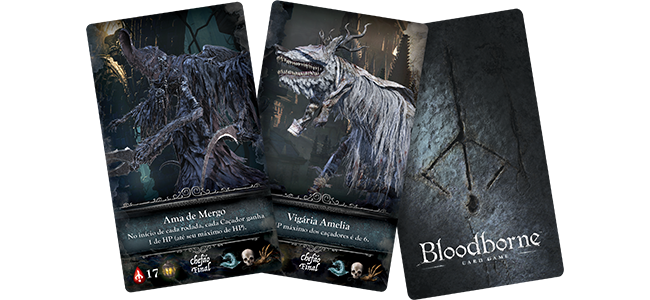 Ama de Mergo
No início de cada rodada, cada Caçador ganha
1 de HP (até seu máximo de HP).
17
Chefão
Final
Vigária Amelia
P máximo dos caçadores é de 6.
Chefão
Final
Bloodborne
CARD GAME